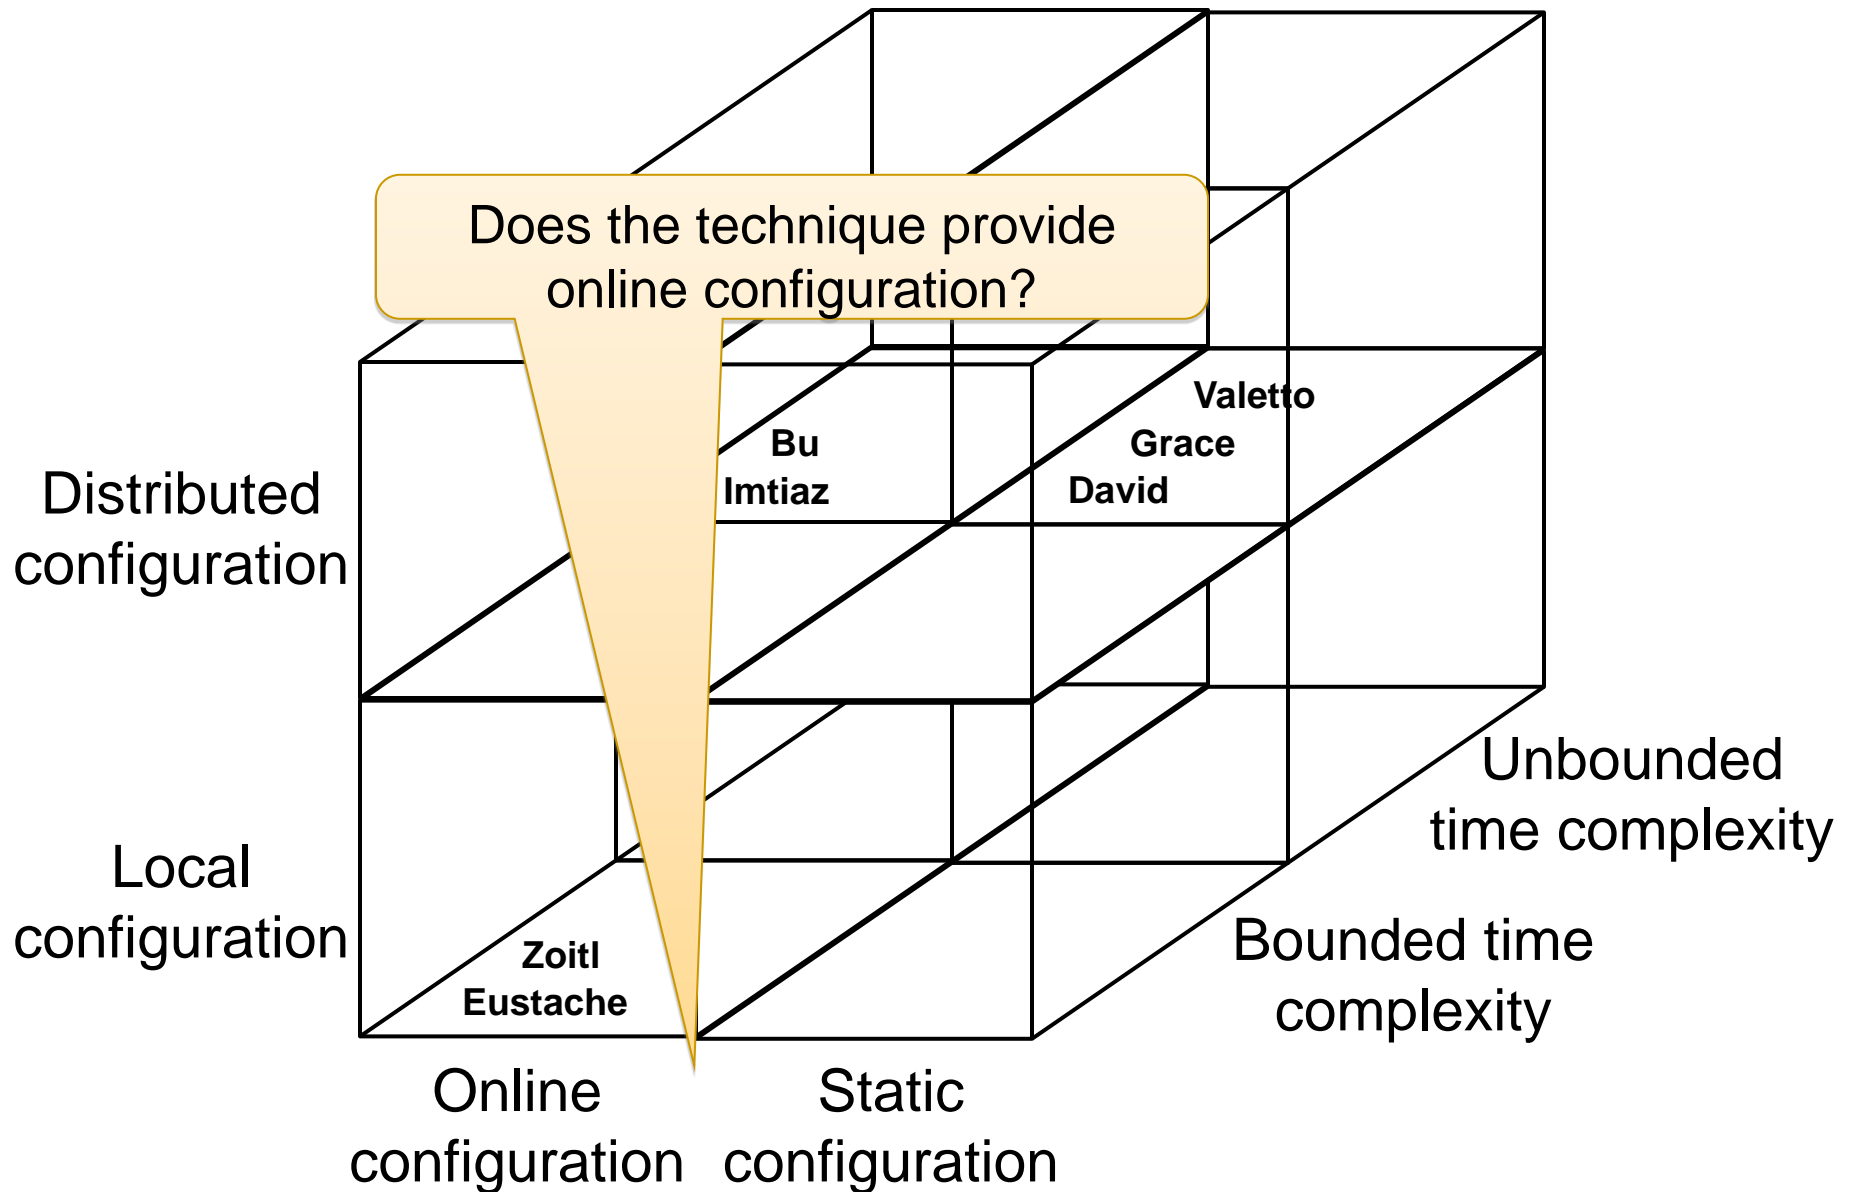 Does the technique provide
online configuration?
Valetto
Bu
Grace
Imtiaz
David
Distributed
configuration
Unbounded
time complexity
Local
configuration
Bounded time
complexity
Zoitl
Eustache
Online
configuration
Static
configuration